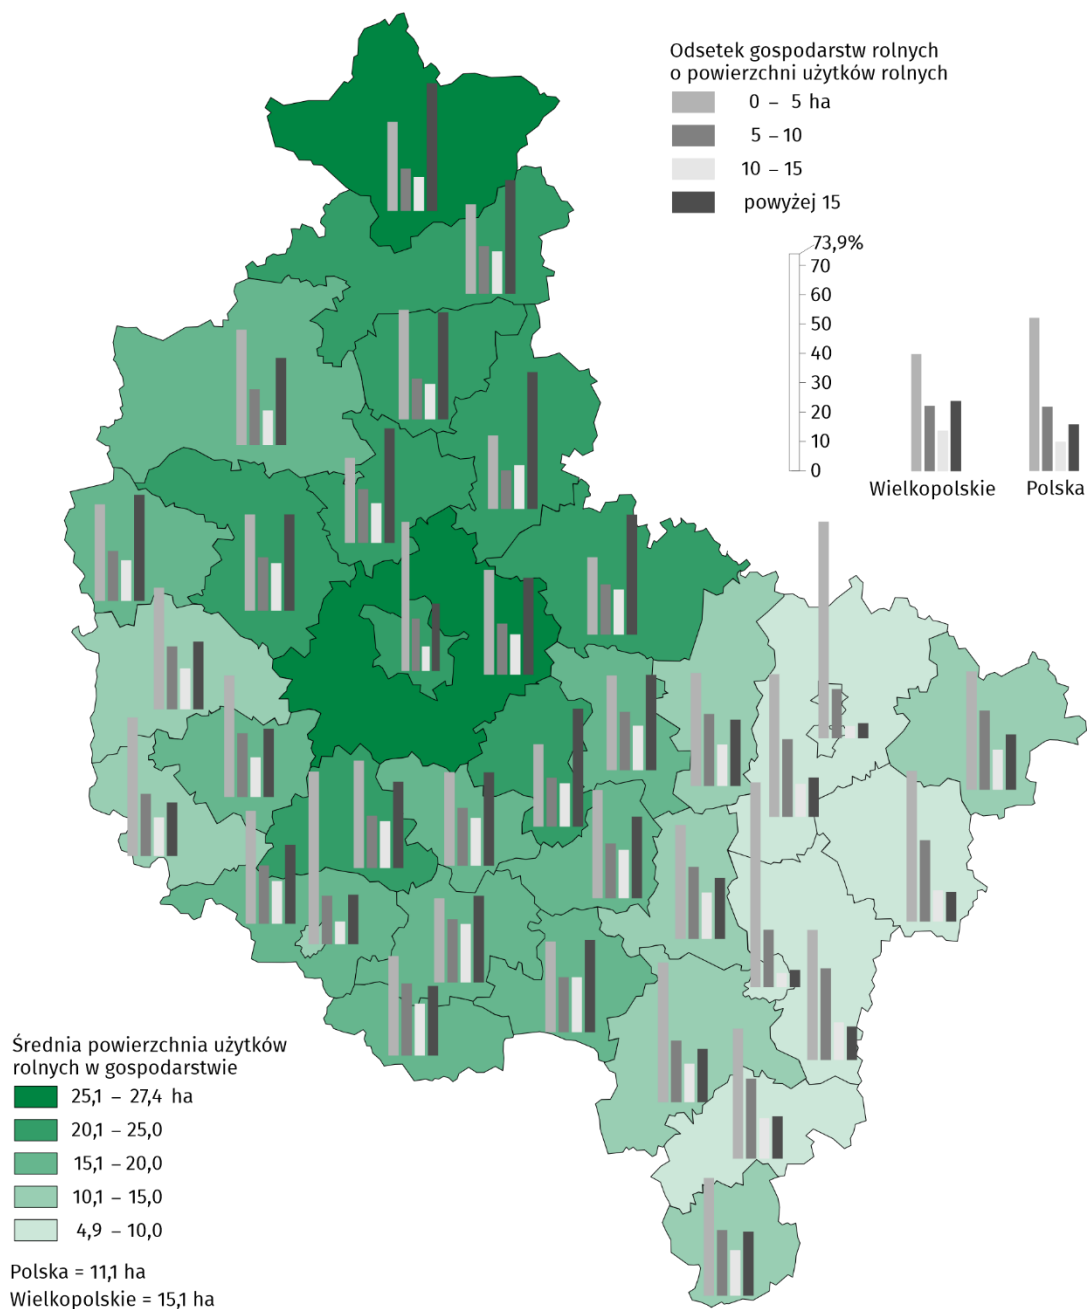 Odsetek gospodarstw rolnych
o powierzchni użytków rolnych
0 – 5 ha
5 – 10
10 – 15
powyżej 15
73,9%
70
60
50
40
30
20
10
0
Wielkopolskie
Polska
Średnia powierzchnia użytków
rolnych w gospodarstwie
25,1 – 27,4 ha
20,1 – 25,0
15,1 – 20,0
10,1 – 15,0
4,9 – 10,0
Polska = 11,1 ha
Wielkopolskie = 15,1 ha